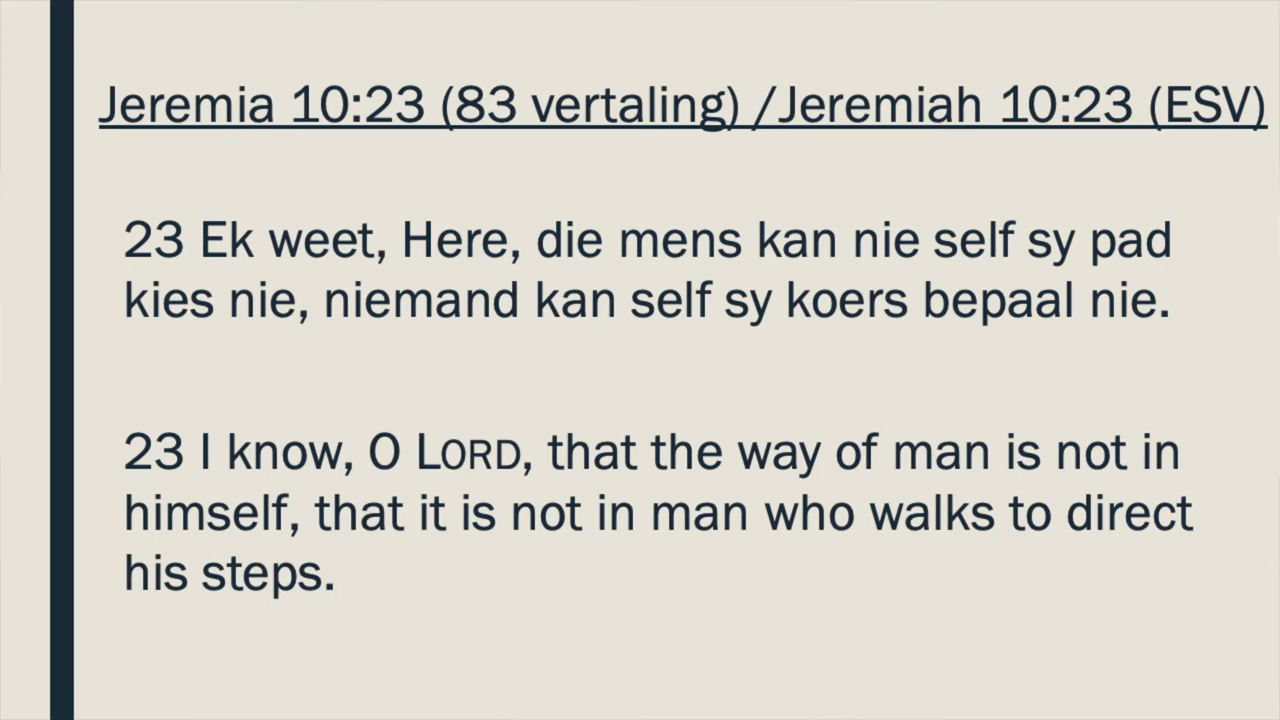 Jeremia 10:23 (83 vertaling) /Jeremiah 10:23 (ESV)
23 Ek weet, Here, die mens kan nie self sy pad
kies nie, niemand kan self sy koers bepaal nie.
23 I know, O LORD, that the way of man is not in
himself, that it is not in man who walks to direct
his steps.